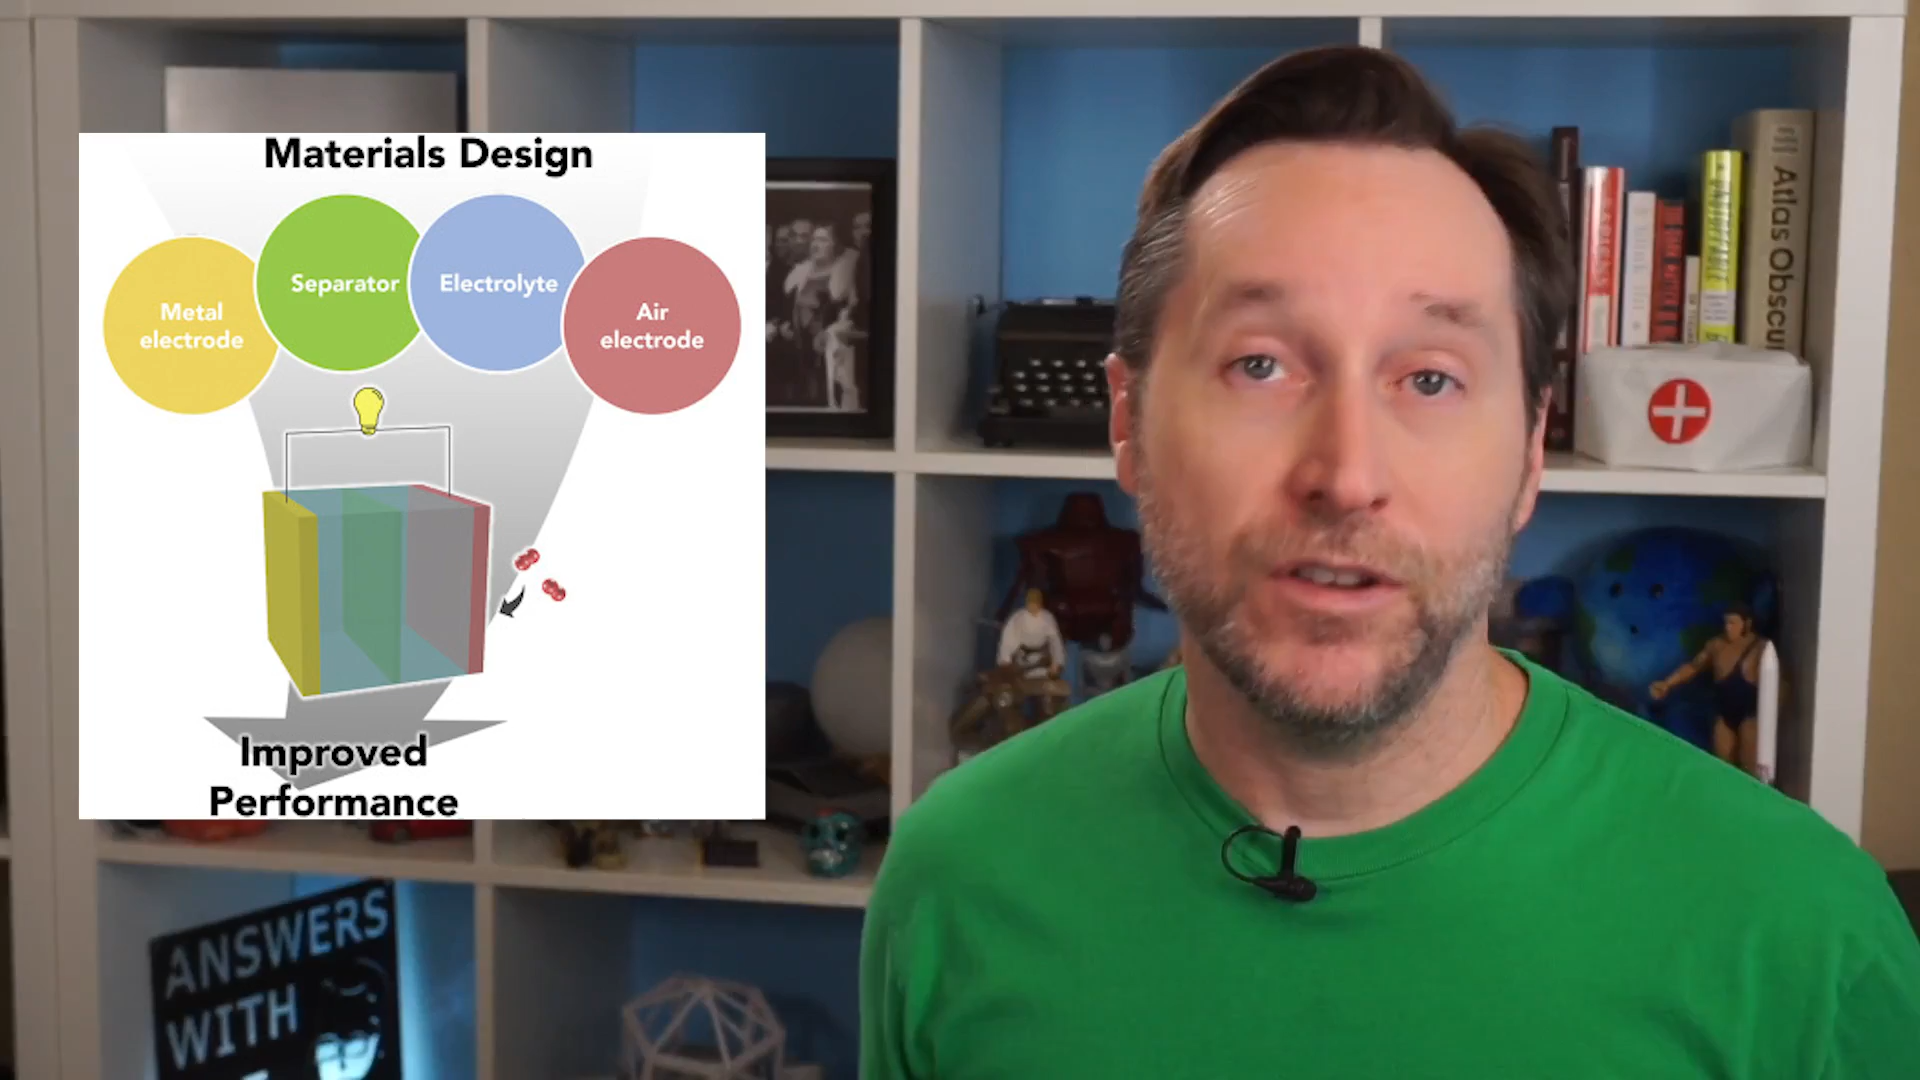 Materials Design
Metal
electrode
Separator
Electrolyte
Air
electrode
Improved
Performance
Atlas Obscu
ANSWERS
WITH